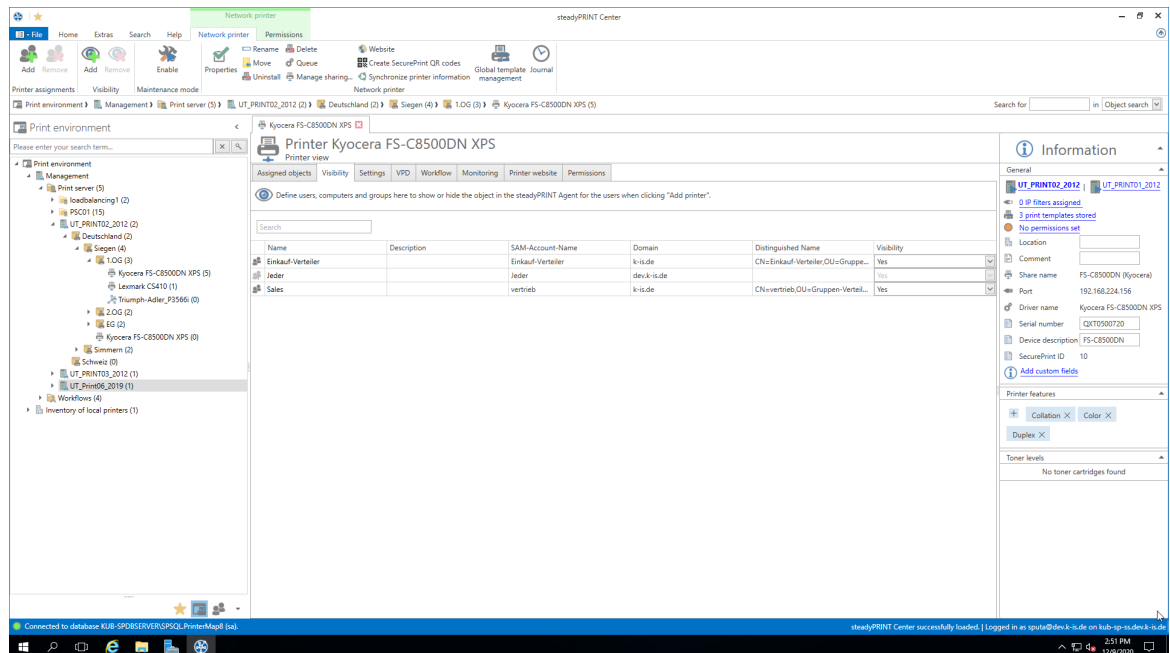 Network printer
steadyPRINT Center
File Home Extras Search Help Network printer Permissions
Add Remove Add Remove Enable Properties Rename Delete Website
Move Queue Create SecurePrint QR codes
Uninstall Manage sharing... Synchronize printer information Global template management Journal
Printer assignments Visibility Maintenance mode Network printer
Print environment Management Print server (5) UT_PRINT02_2012 (2) Deutschland (2) Siegen (4) 1.OG (3) Kyocera FS-C8500DN XPS (5) Search for in Object search
Print environment
Please enter your search term...
Print environment
Management
Print server (5)
loadbalancing1 (2)
PSC01 (15)
UT_PRINT02_2012 (2)
Deutschland (2)
Siegen (4)
1.OG (3)
Kyocera FS-C8500DN XPS (5)
Lexmark CS410 (1)
Triumph-Adler_P3566i (0)
2.OG (2)
EG (2)
Kyocera FS-C8500DN XPS (0)
Simmern (2)
Schweiz (0)
UT_PRINT03_2012 (1)
UT_Print06_2019 (1)
Workflows (4)
Inventory of local printers (1)
Kyocera FS-C8500DN XPS
Printer Kyocera FS-C8500DN XPS
Printer view
Assigned objects Visibility Settings VPD Workflow Monitoring Printer website Permissions
Define users, computers and groups here to show or hide the object in the steadyPRINT Agent for the users when clicking "Add printer".
Search
Name Description SAM-Account-Name Domain Distinguished Name Visibility
Einkauf-Verteiler Einkauf-Verteiler k-is.de CN=Einkauf-Verteiler,OU=Gruppe... Yes
Jeder Jeder dev.k-is.de Yes
Sales vertrieb k-is.de CN=vertrieb,OU=Gruppen-Verteil... Yes
Information
General
UT_PRINT02_2012 | UT_PRINT01_2012
0 IP filters assigned
3 print templates stored
No permissions set
Location
Comment
Share name FS-C8500DN (Kyocera)
Port 192.168.224.156
Driver name Kyocera FS-C8500DN XPS
Serial number QXT0500720
Device description FS-C8500DN
SecurePrint ID 10
Add custom fields
Printer features
Collation Color
Duplex
Toner levels
No toner cartridges found
Connected to database KUB-SPDBSERVER\SPSQL.PrinterMap8 (sa). steadyPRINT Center successfully loaded. | Logged in as sputa@dev.k-is.de on kub-sp-ss.dev.k-is.de
2:51 PM
12/9/2020